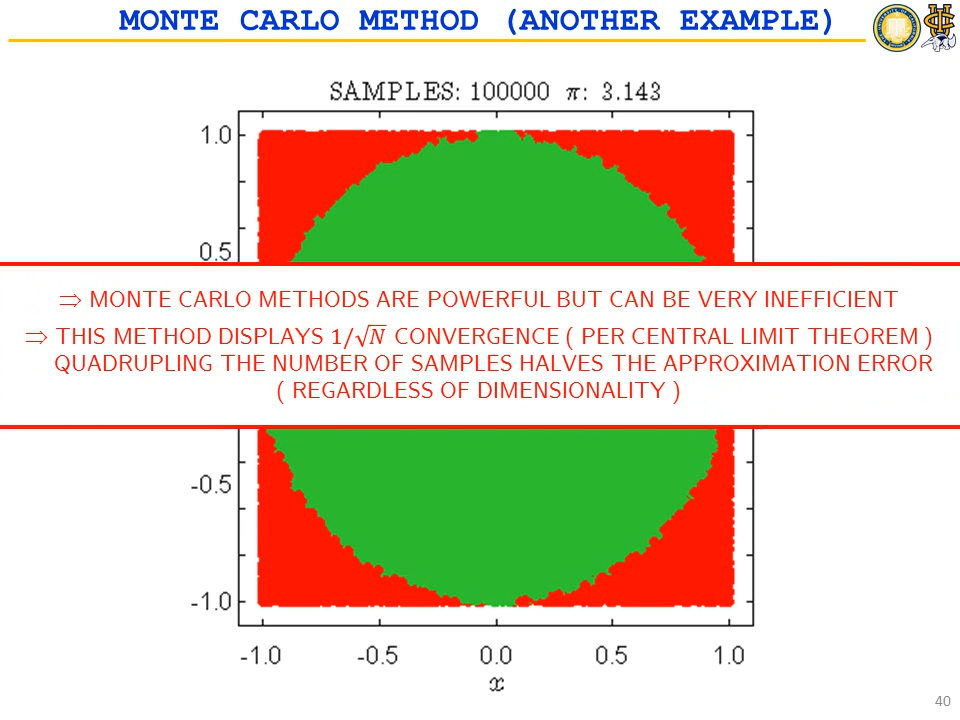 MONTE CARLO METHOD (ANOTHER EXAMPLE)
SAMPLES: 100000 π: 3.143
1.0
0.5
⇒ MONTE CARLO METHODS ARE POWERFUL BUT CAN BE VERY INEFFICIENT
⇒ THIS METHOD DISPLAYS 1/√N CONVERGENCE ( PER CENTRAL LIMIT THEOREM )
QUADRUPLING THE NUMBER OF SAMPLES HALVES THE APPROXIMATION ERROR
( REGARDLESS OF DIMENSIONALITY )
-0.5
-1.0
-1.0 -0.5 0.0 0.5 1.0
x
40